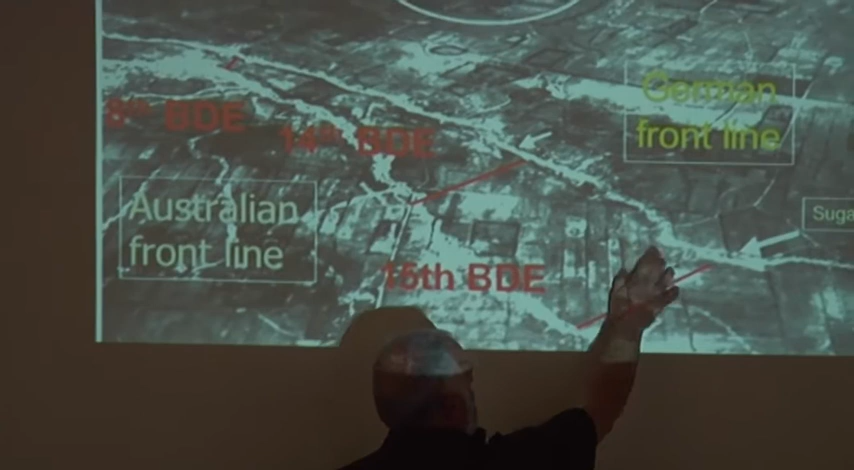 German
front line
8th BDE
14th BDE
Australian
front line
Suga
15th BDE